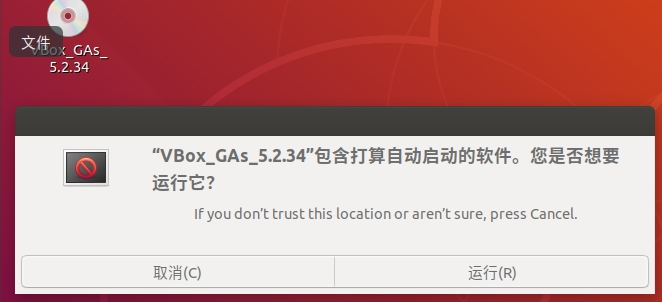 文件
VBox_GAs_
5.2.34
“VBox_GAs_5.2.34”包含打算自动启动的软件。您是否想要
运行它?
If you don’t trust this location or aren’t sure, press Cancel.
取消(C)
运行(R)